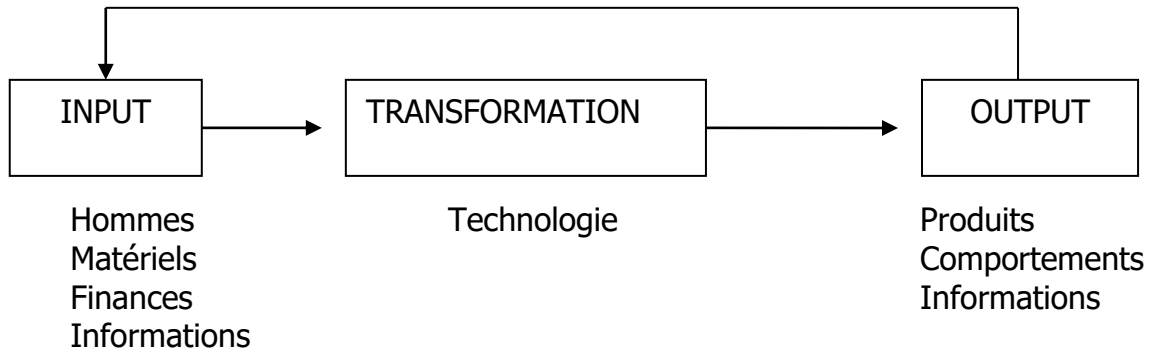 INPUT
TRANSFORMATION
OUTPUT
Hommes
Matériels
Finances
Informations
Technologie
Produits
Comportements
Informations